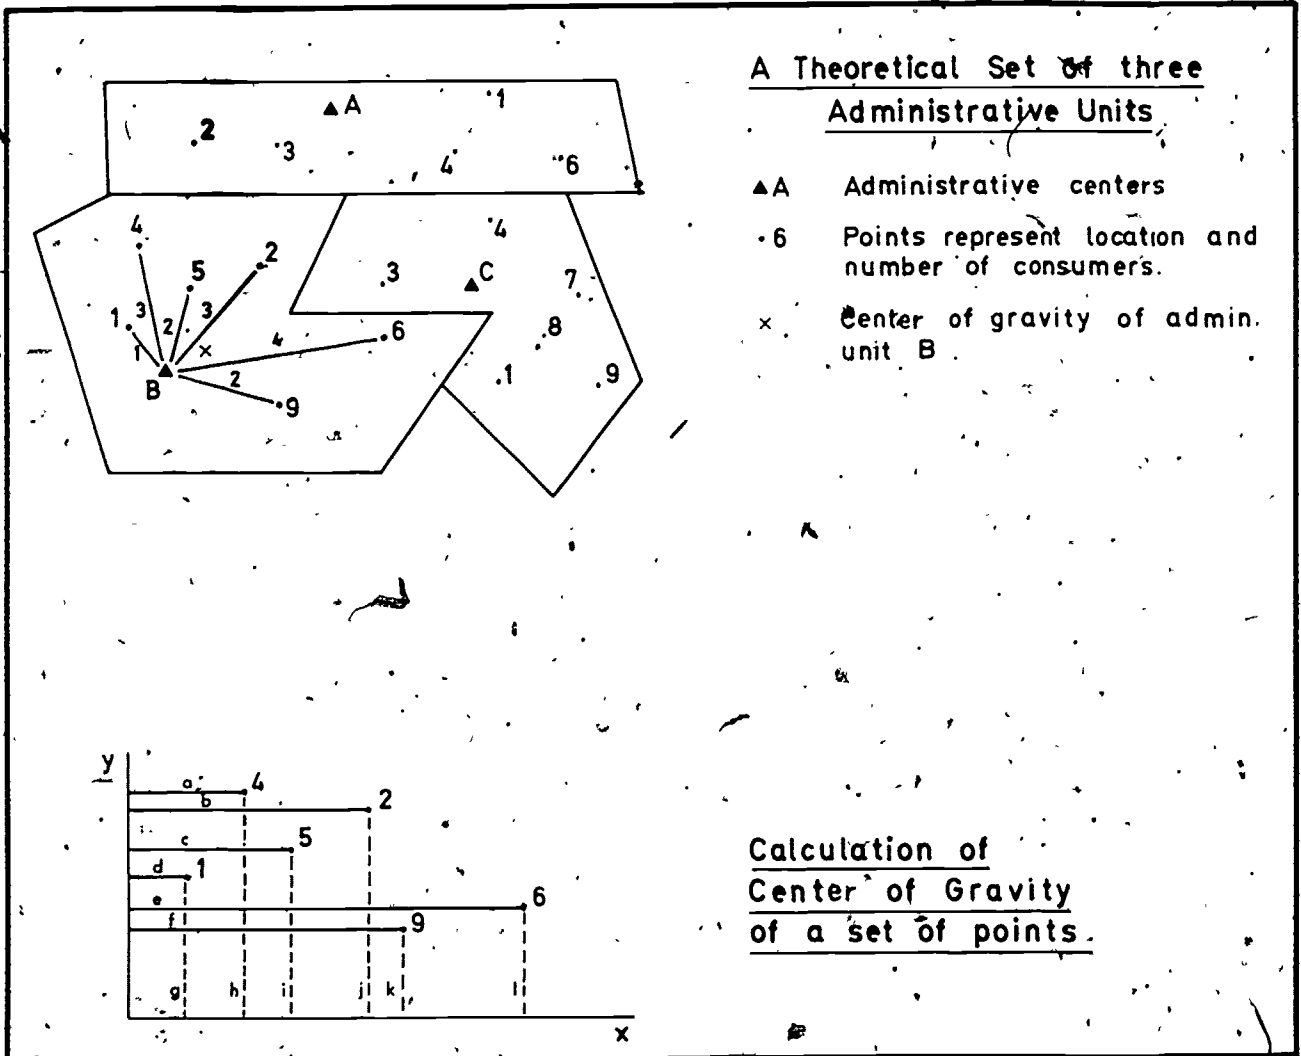 A Theoretical Set of three
Administrative Units
▲A Administrative centers
.6 Points represent location and
number of consumers.
x Center of gravity of admin.
unit B.
A
1
2
3
4
6
4
5
2
1
3
2
3
1
4
6
2
B
9
4
3
C
7
8
1
9
y
a
4
b
2
c
5
d
1
e
6
f
9
g
h
i
j
k
l
x
Calculation of
Center of Gravity
of a set of points.